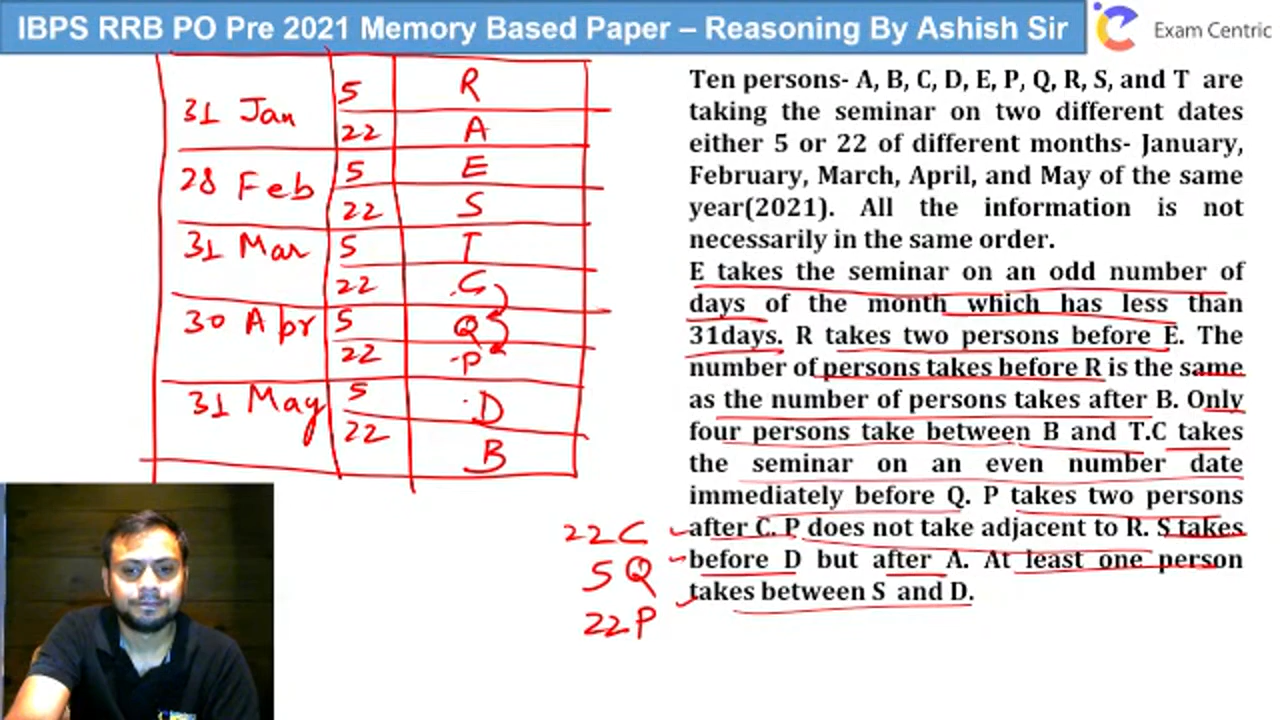 IBPS RRB PO Pre 2021 Memory Based Paper – Reasoning By Ashish Sir
Exam Centric
31 Jan 5 R
22 A
28 Feb 5 E
22 S
31 Mar 5 T
22 C
30 Apr 5 Q
22 P
31 May 5 D
22 B
Ten persons- A, B, C, D, E, P, Q, R, S, and T are
taking the seminar on two different dates
either 5 or 22 of different months- January,
February, March, April, and May of the same
year(2021). All the information is not
necessarily in the same order.
E takes the seminar on an odd number of
days of the month which has less than
31days. R takes two persons before E. The
number of persons takes before R is the same
as the number of persons takes after B. Only
four persons take between B and T.C takes
the seminar on an even number date
immediately before Q. P takes two persons
after C. P does not take adjacent to R. S takes
before D but after A. At least one person
takes between S and D.
22 C
5 Q
22 P